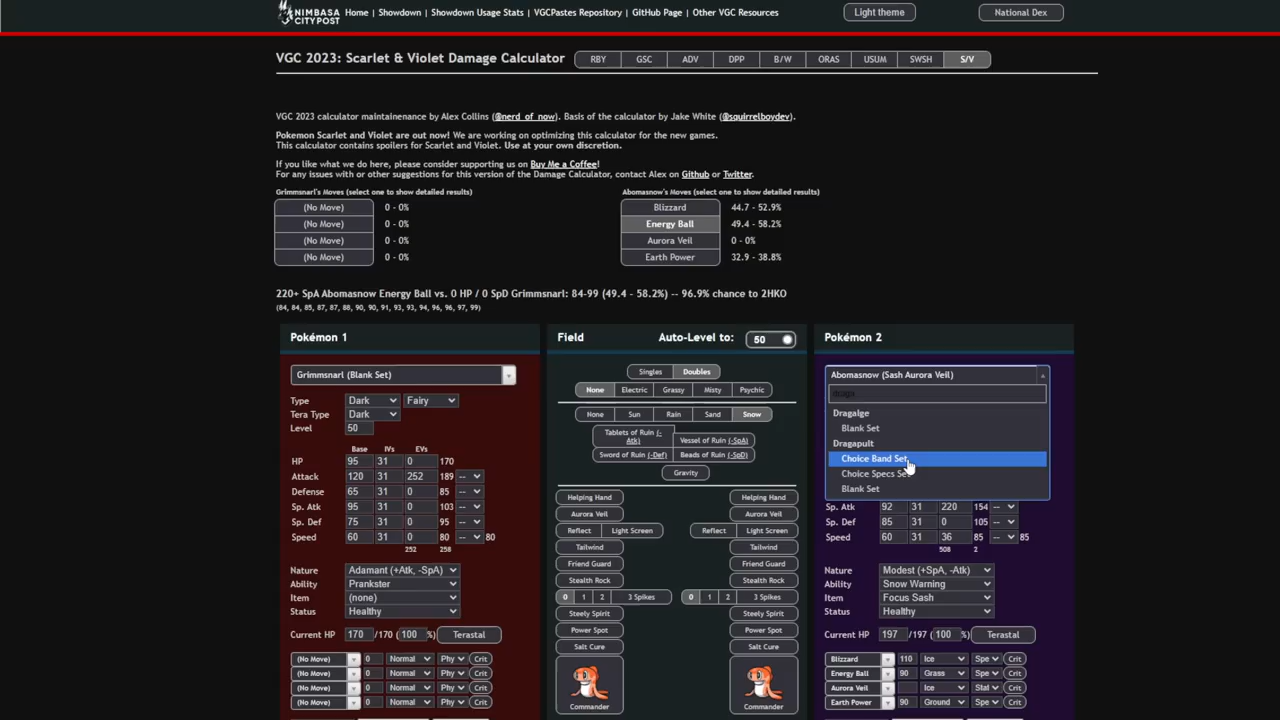 NIMBASA CITYPOST
Home | Showdown | Showdown Usage Stats | VGCPastes Repository | GitHub Page | Other VGC Resources
Light theme
National Dex
VGC 2023: Scarlet & Violet Damage Calculator
RBY GSC ADV DPP B/W ORAS USUM SWSH S/V
VGC 2023 calculator maintainenance by Alex Collins (@nerd_of_now). Basis of the calculator by Jake White (@squirrelboydev).
Pokemon Scarlet and Violet are out now! We are working on optimizing this calculator for the new games.
This calculator contains spoilers for Scarlet and Violet. Use at your own discretion.
If you like what we do here, please consider supporting us on Buy Me a Coffee!
For any issues with or other suggestions for this version of the Damage Calculator, contact Alex on Github or Twitter.
Grimmsnarl's Moves (select one to show detailed results)
(No Move) 0 - 0%
(No Move) 0 - 0%
(No Move) 0 - 0%
(No Move) 0 - 0%
Abomasnow's Moves (select one to show detailed results)
Blizzard 44.7 - 52.9%
Energy Ball 49.4 - 58.2%
Aurora Veil 0 - 0%
Earth Power 32.9 - 38.8%
220+ SpA Abomasnow Energy Ball vs. 0 HP / 0 SpD Grimmsnarl: 84-99 (49.4 - 58.2%) -- 96.9% chance to 2HKO
(84, 84, 85, 87, 87, 88, 90, 90, 91, 93, 93, 94, 96, 96, 97, 99)
Pokémon 1
Grimmsnarl (Blank Set)
Type Dark Fairy
Tera Type Dark
Level 50
Base IVs EVs
HP 95 31 0 170
Attack 120 31 252 189 --
Defense 65 31 0 85 --
Sp. Atk 95 31 0 103 --
Sp. Def 75 31 0 95 --
Speed 60 31 0 80 -- 80
252 258
Nature Adamant (+Atk, -SpA)
Ability Prankster
Item (none)
Status Healthy
Current HP 170 /170 (100 %) Terastal
(No Move) 0 Normal Phy Crit
(No Move) 0 Normal Phy Crit
(No Move) 0 Normal Phy Crit
(No Move) 0 Normal Phy Crit
Field
Auto-Level to: 50
Singles Doubles
None Electric Grassy Misty Psychic
None Sun Rain Sand Snow
Tablets of Ruin (-Atk) Vessel of Ruin (-SpA)
Sword of Ruin (-Def) Beads of Ruin (-SpD)
Gravity
Helping Hand Helping Hand
Aurora Veil Aurora Veil
Reflect Light Screen Reflect Light Screen
Tailwind Tailwind
Friend Guard Friend Guard
Stealth Rock Stealth Rock
0 1 2 3 Spikes 0 1 2 3 Spikes
Steely Spirit Steely Spirit
Power Spot Power Spot
Salt Cure Salt Cure
Commander Commander
Pokémon 2
Abomasnow (Sash Aurora Veil)
Dragalge
Blank Set
Dragapult
Choice Band Set
Choice Specs Set
Blank Set
Sp. Atk 92 31 220 154 --
Sp. Def 85 31 0 105 --
Speed 60 31 36 85 -- 85
508 2
Nature Modest (+SpA, -Atk)
Ability Snow Warning
Item Focus Sash
Status Healthy
Current HP 197 /197 (100 %) Terastal
Blizzard 110 Ice Spe Crit
Energy Ball 90 Grass Spe Crit
Aurora Veil Ice Stat Crit
Earth Power 90 Ground Spe Crit